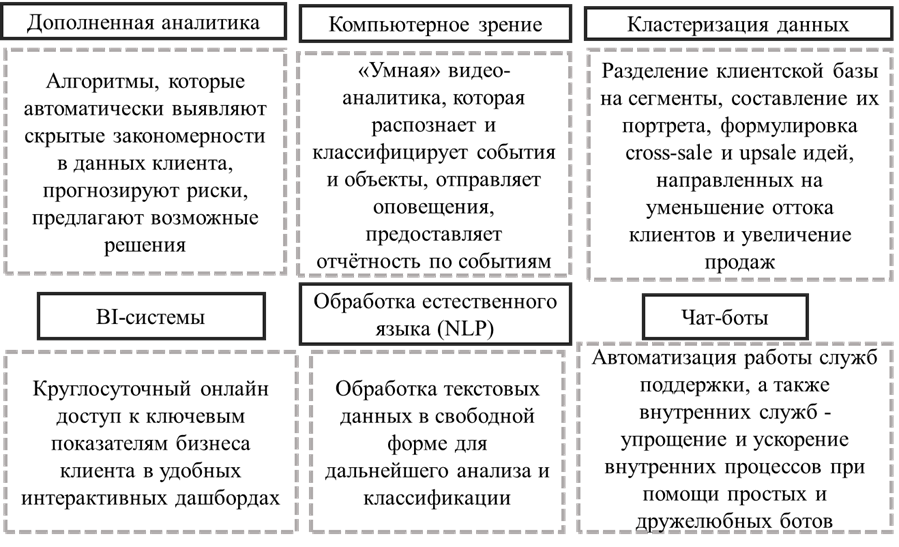 Дополненная аналитика
Алгоритмы, которые
автоматически выявляют
скрытые закономерности
в данных клиента,
прогнозируют риски,
предлагают возможные
решения
Компьютерное зрение
«Умная» видео-
аналитика, которая
распознает и
классифицирует события
и объекты, отправляет
оповещения,
предоставляет
отчётность по событиям
Кластеризация данных
Разделение клиентской базы
на сегменты, составление их
портрета, формулировка
cross-sale и upsale идей,
направленных на
уменьшение оттока
клиентов и увеличение
продаж
BI-системы
Круглосуточный онлайн
доступ к ключевым
показателям бизнеса
клиента в удобных
интерактивных дашбордах
Обработка естественного
языка (NLP)
Обработка текстовых
данных в свободной
форме для
дальнейшего анализа и
классификации
Чат-боты
Автоматизация работы служб
поддержки, а также
внутренних служб -
упрощение и ускорение
внутренних процессов при
помощи простых и
дружелюбных ботов